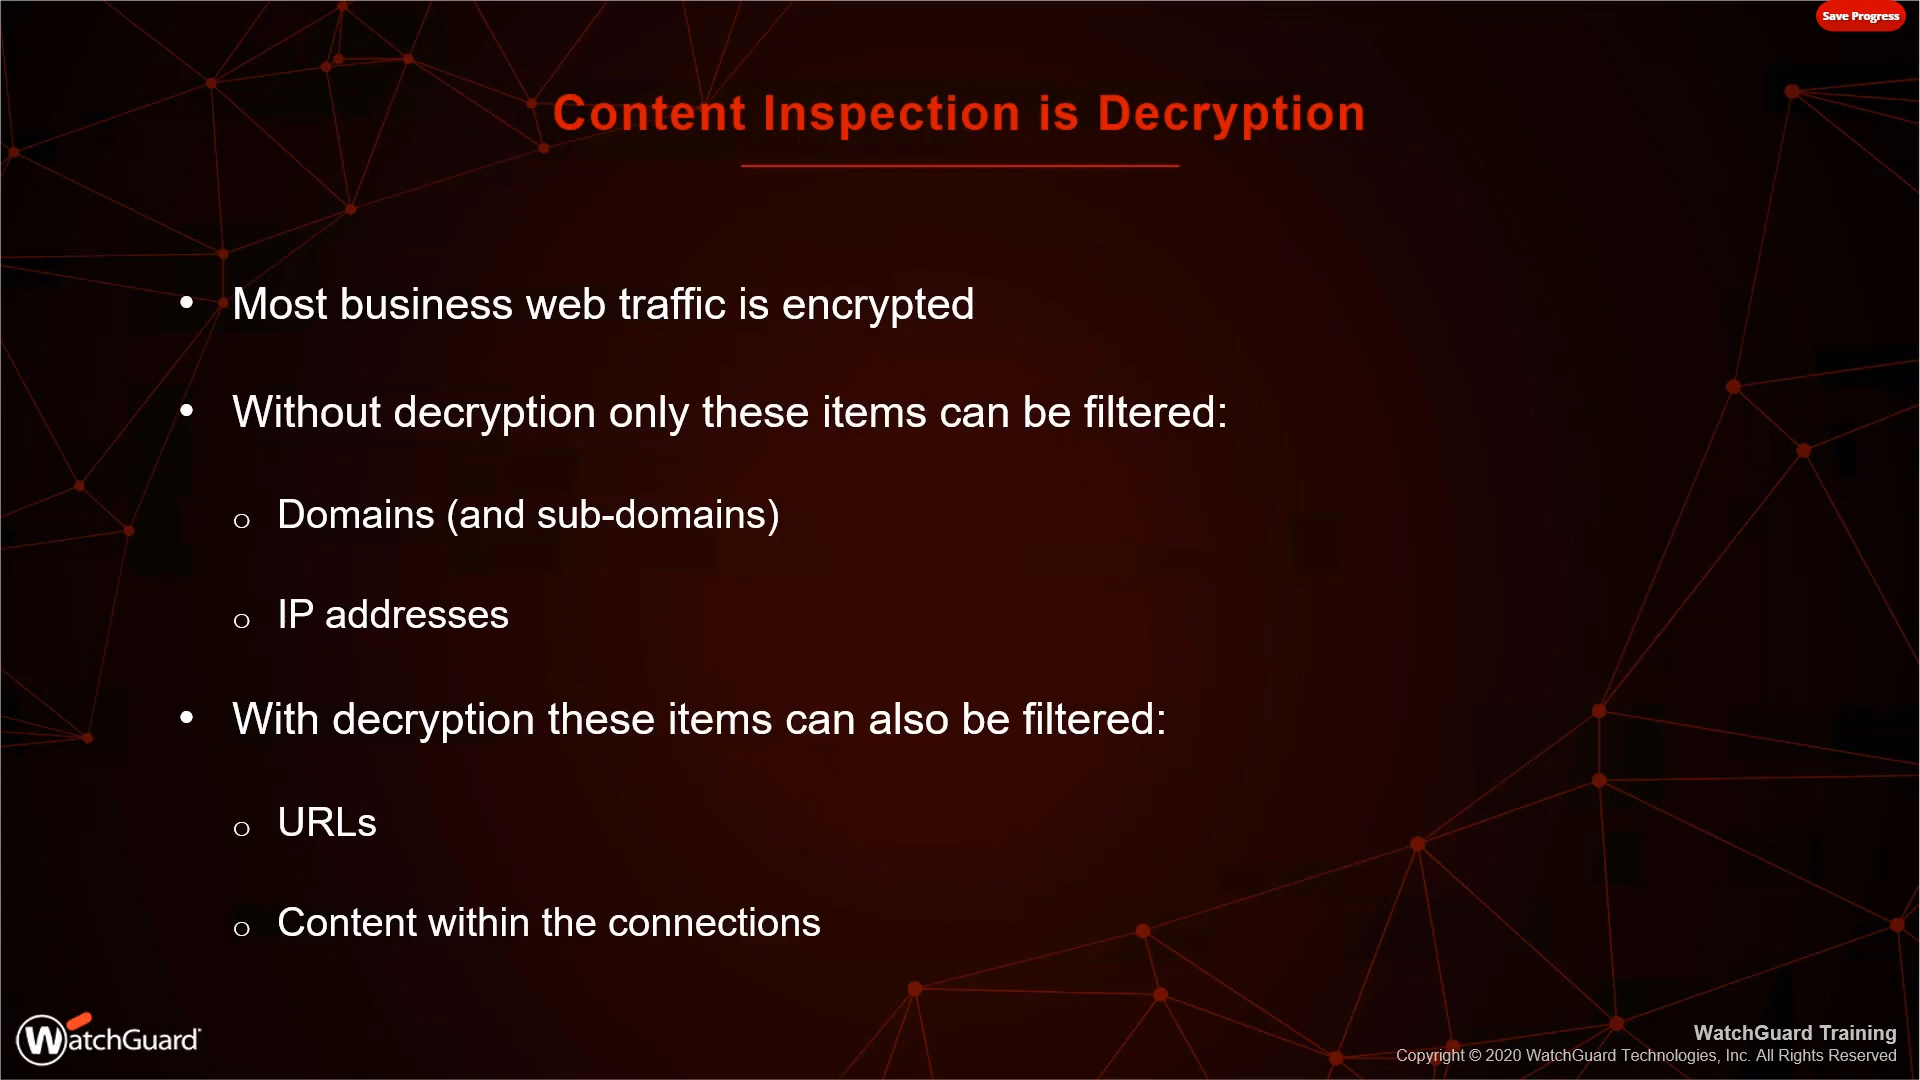 Save Progress
Content Inspection is Decryption
• Most business web traffic is encrypted
• Without decryption only these items can be filtered:
o Domains (and sub-domains)
o IP addresses
• With decryption these items can also be filtered:
o URLs
o Content within the connections
WatchGuard
WatchGuard Training
Copyright © 2020 WatchGuard Technologies, Inc. All Rights Reserved